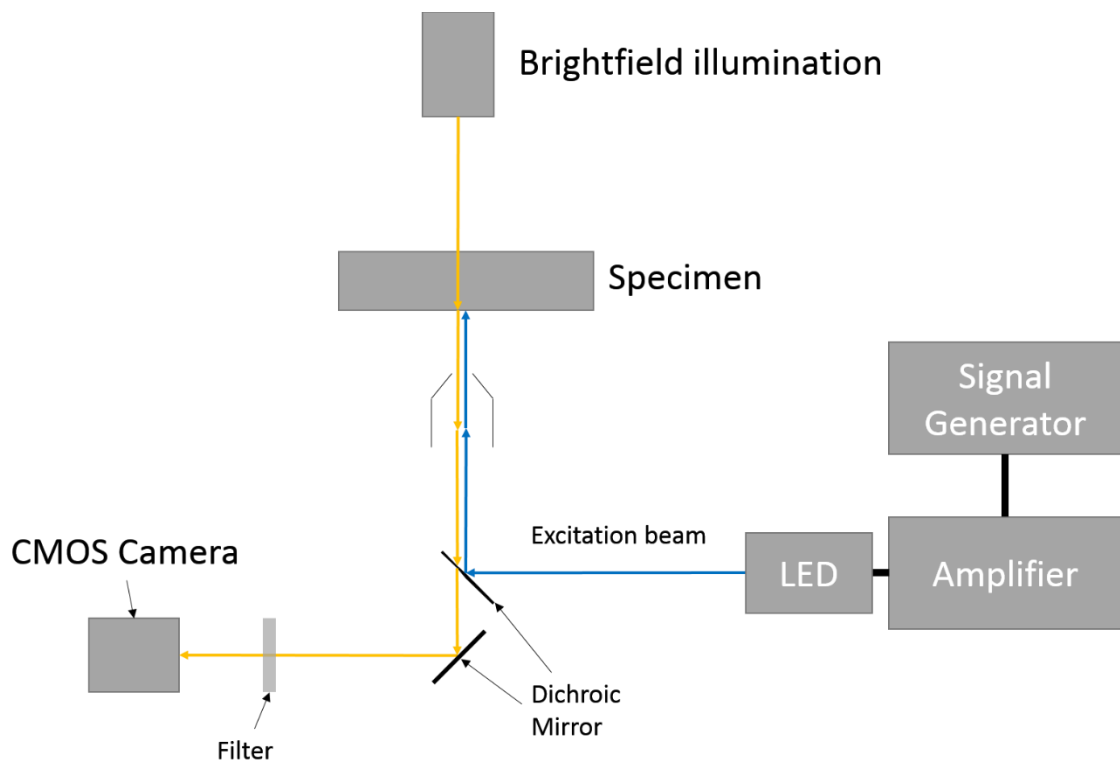 Brightfield illumination
Specimen
Signal
Generator
Excitation beam
CMOS Camera
LED
Amplifier
Dichroic
Mirror
Filter